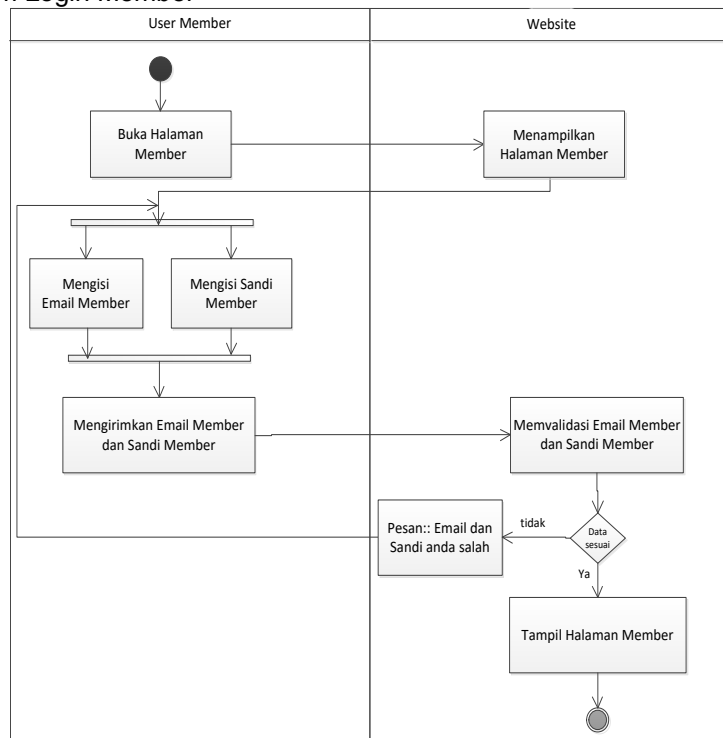 Login Member
User Member
Website
Buka Halaman
Member
Menampilkan
Halaman Member
Mengisi
Email Member
Mengisi Sandi
Member
Mengirimkan Email Member
dan Sandi Member
Memvalidasi Email Member
dan Sandi Member
Pesan:: Email dan
Sandi anda salah
tidak
Data
sesuai
Ya
Tampil Halaman Member